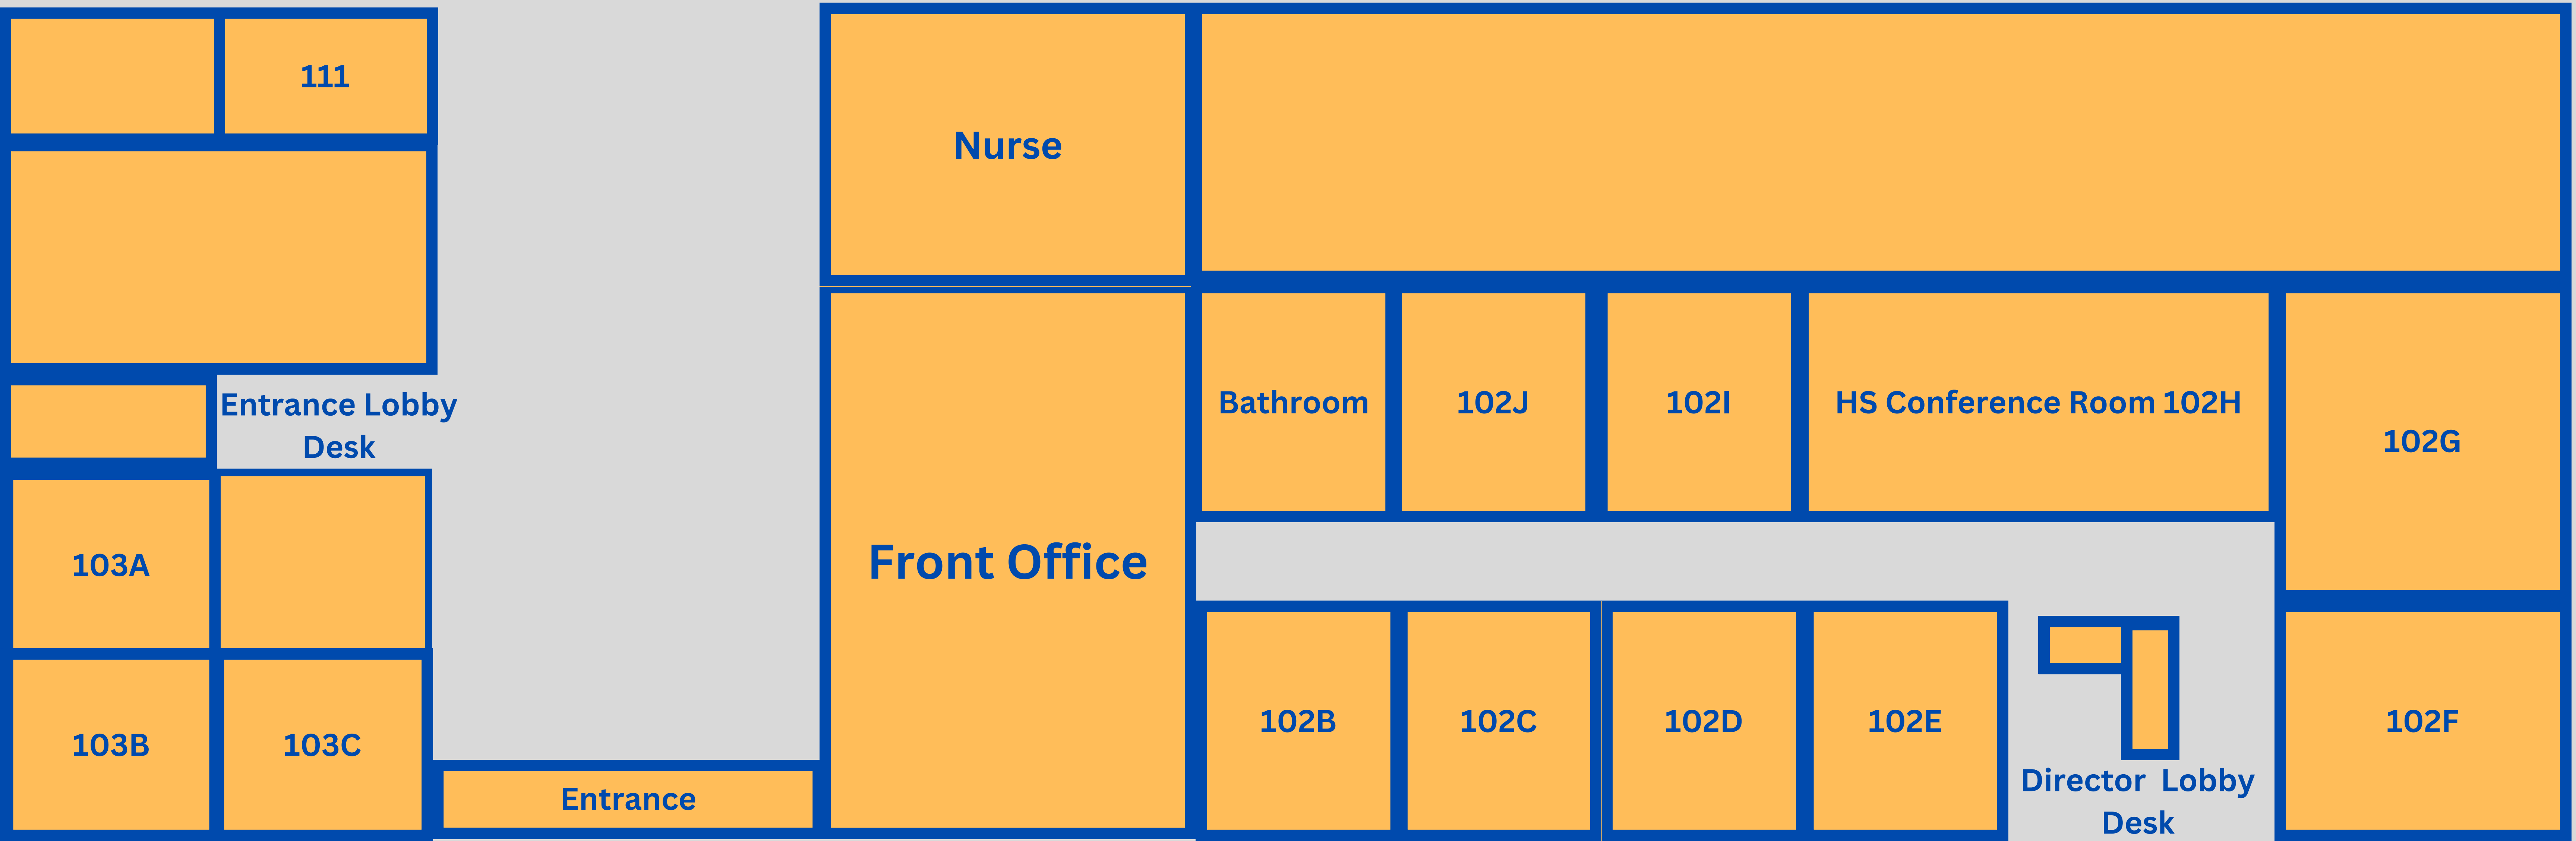 111
Nurse
Entrance Lobby
Desk
Bathroom
102J
102I
HS Conference Room 102H
102G
103A
Front Office
103B
103C
Entrance
102B
102C
102D
102E
102F
Director Lobby
Desk